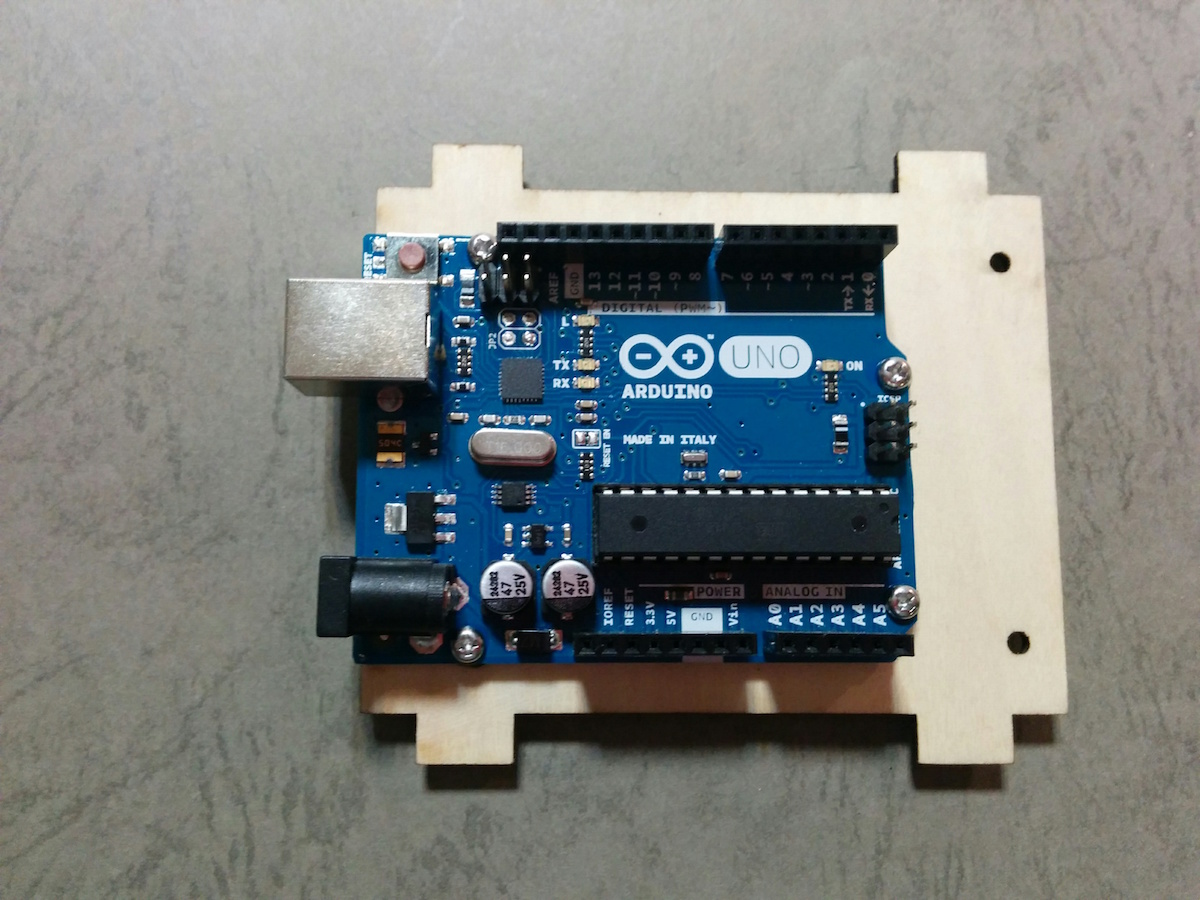 RESET
AREF
GND
13
12
~11
~10
~9
8
7
~6
~5
4
~3
2
TX→1
RX←0
DIGITAL (PWM~)
L
JP2
TX
RX
UNO
ON
ARDUINO
ICSP
RESET EN
MADE IN ITALY
47
25V
47
25V
POWER
ANALOG IN
IOREF
RESET
3.3V
5V
GND
Vin
A0
A1
A2
A3
A4
A5